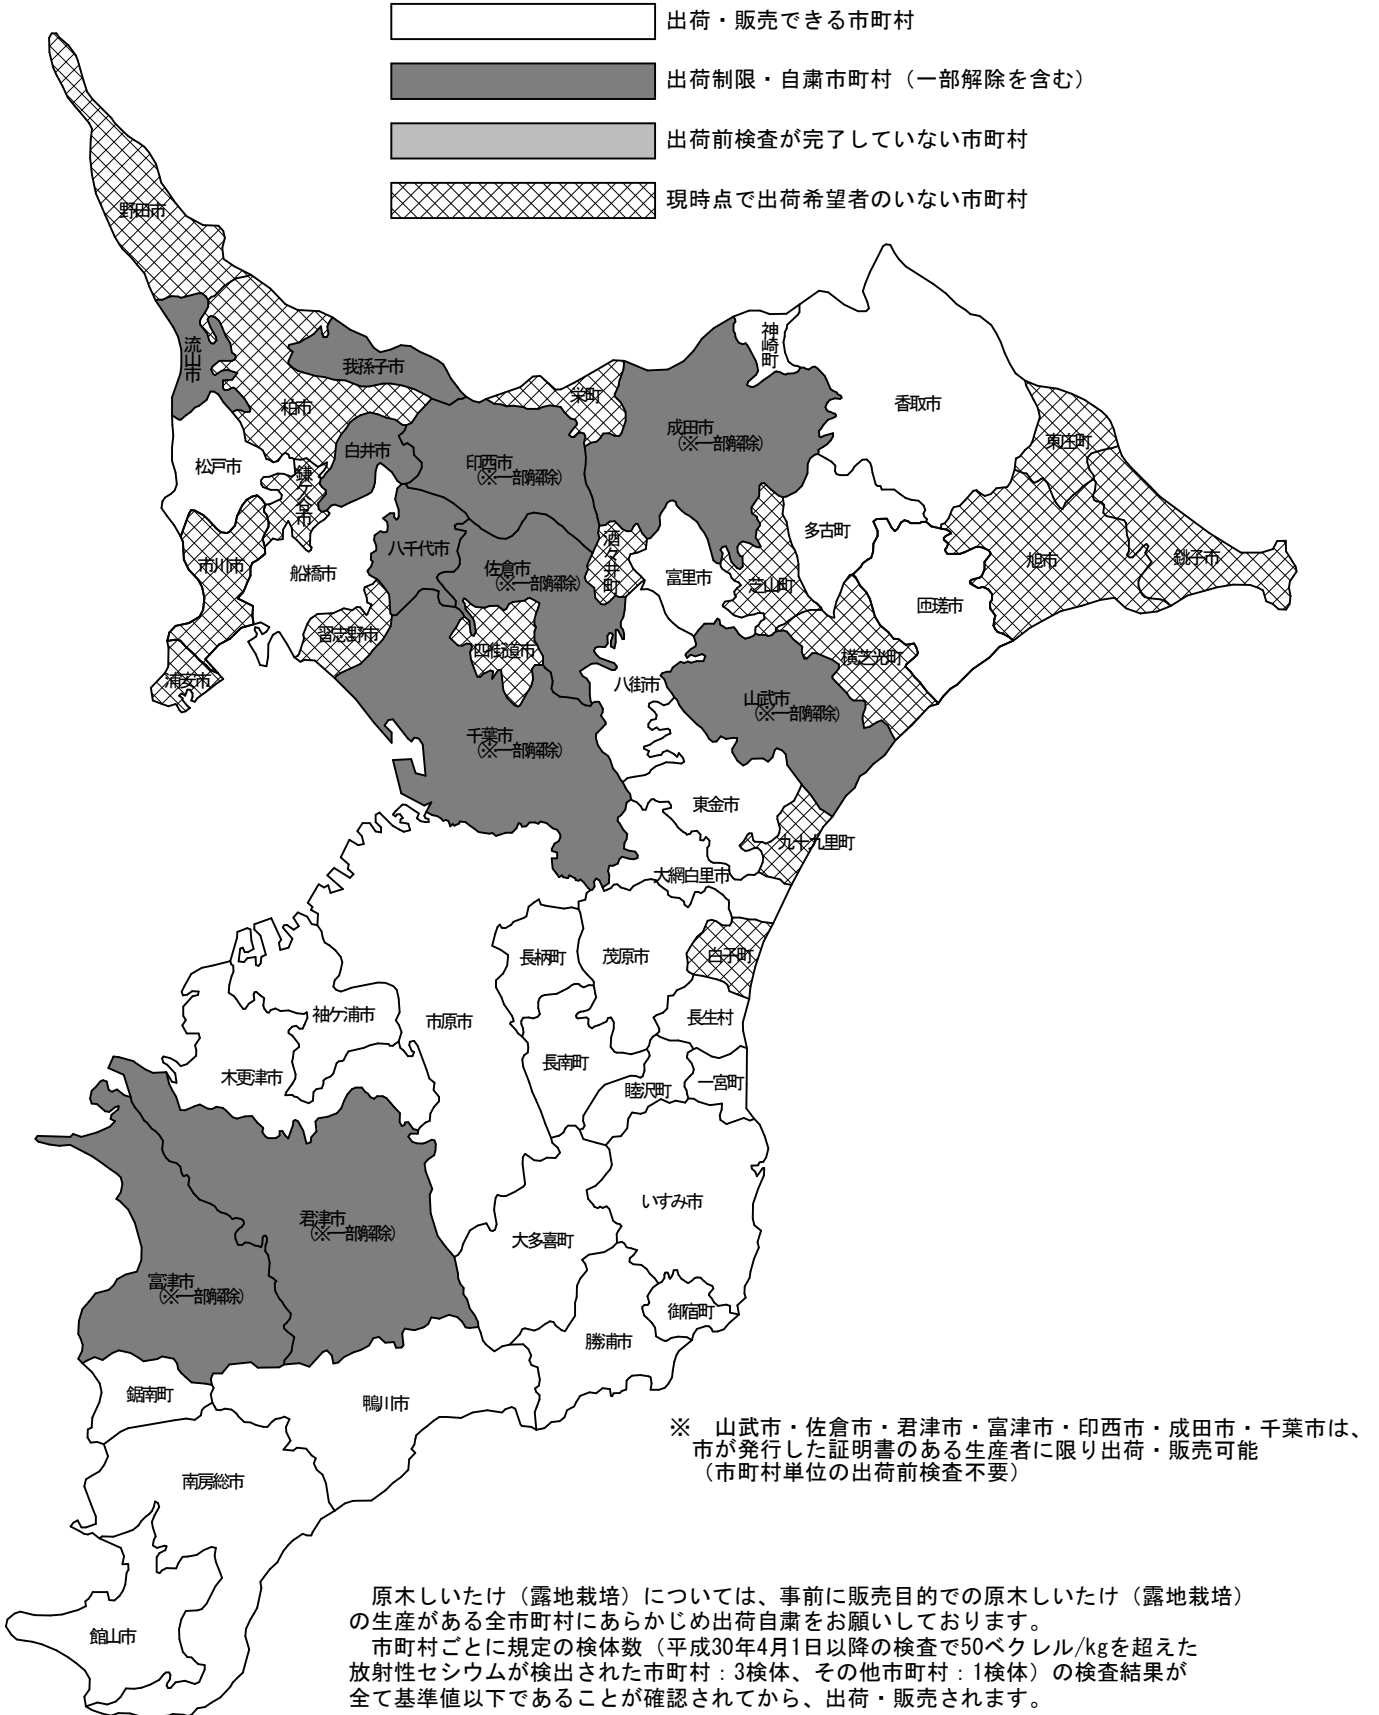 出荷・販売できる市町村
出荷制限・自粛市町村（一部解除を含む）
出荷前検査が完了していない市町村
現時点で出荷希望者のいない市町村
野田市
流山市
我孫子市
柏市
栄町
神崎町
香取市
成田市
（※一部解除）
東庄町
松戸市
鎌ケ谷市
白井市
印西市
（※一部解除）
多古町
銚子市
旭市
市川市
船橋市
八千代市
佐倉市
（※一部解除）
酒々井町
富里市
芝山町
匝瑳市
習志野市
四街道市
横芝光町
浦安市
八街市
山武市
（※一部解除）
千葉市
（※一部解除）
東金市
九十九里町
大網白里市
長柄町
茂原市
白子町
袖ケ浦市
市原市
長生村
木更津市
長南町
睦沢町
一宮町
いすみ市
君津市
（※一部解除）
大多喜町
富津市
（※一部解除）
御宿町
勝浦市
鋸南町
鴨川市
※　山武市・佐倉市・君津市・富津市・印西市・成田市・千葉市は、
市が発行した証明書のある生産者に限り出荷・販売可能
（市町村単位の出荷前検査不要）
南房総市
館山市
原木しいたけ（露地栽培）については、事前に販売目的での原木しいたけ（露地栽培）
の生産がある全市町村にあらかじめ出荷自粛をお願いしております。
市町村ごとに規定の検体数（平成30年4月1日以降の検査で50ベクレル/kgを超えた
放射性セシウムが検出された市町村：3検体、その他市町村：1検体）の検査結果が
全て基準値以下であることが確認されてから、出荷・販売されます。